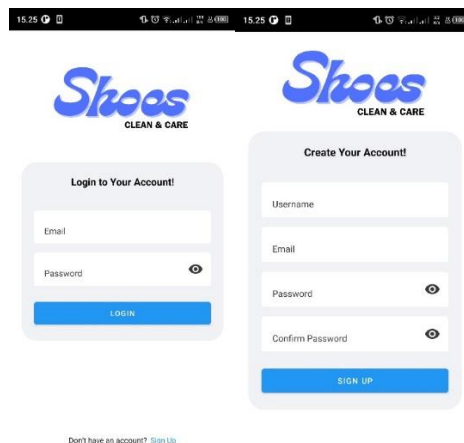 15.25
Shoes
CLEAN & CARE
Login to Your Account!
Email
Password
LOGIN
Don't have an account? Sign Up
15.25
Shoes
CLEAN & CARE
Create Your Account!
Username
Email
Password
Confirm Password
SIGN UP